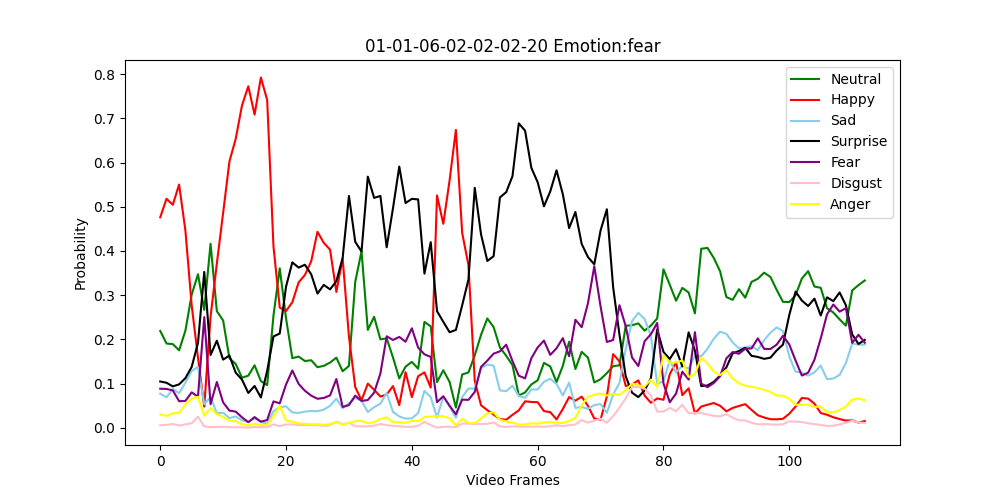 01-01-06-02-02-02-20 Emotion:fear
Probability
0.8
0.7
0.6
0.5
0.4
0.3
0.2
0.1
0.0
Neutral
Happy
Sad
Surprise
Fear
Disgust
Anger
0 20 40 60 80 100
Video Frames